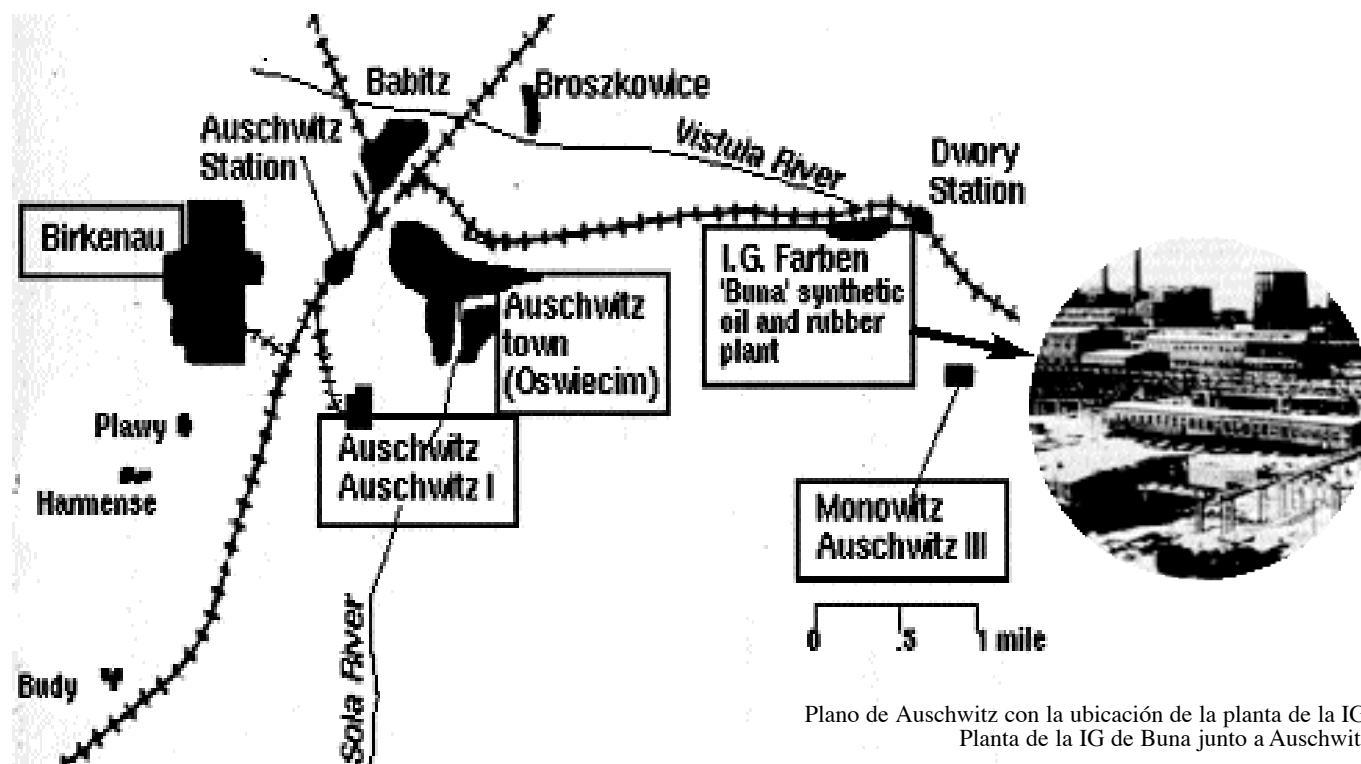 Babitz
Broszkowice
Auschwitz
Station
Vistula River
Dwory
Station
Birkenau
I.G. Farben
'Buna' synthetic
oil and rubber
plant
Auschwitz
town
(Oswiecim)
Plawy
Harmense
Auschwitz
Auschwitz I
Monowitz
Auschwitz III
0 .5 1 mile
Budy
Sola River
Plano de Auschwitz con la ubicación de la planta de la IG
Planta de la IG de Buna junto a